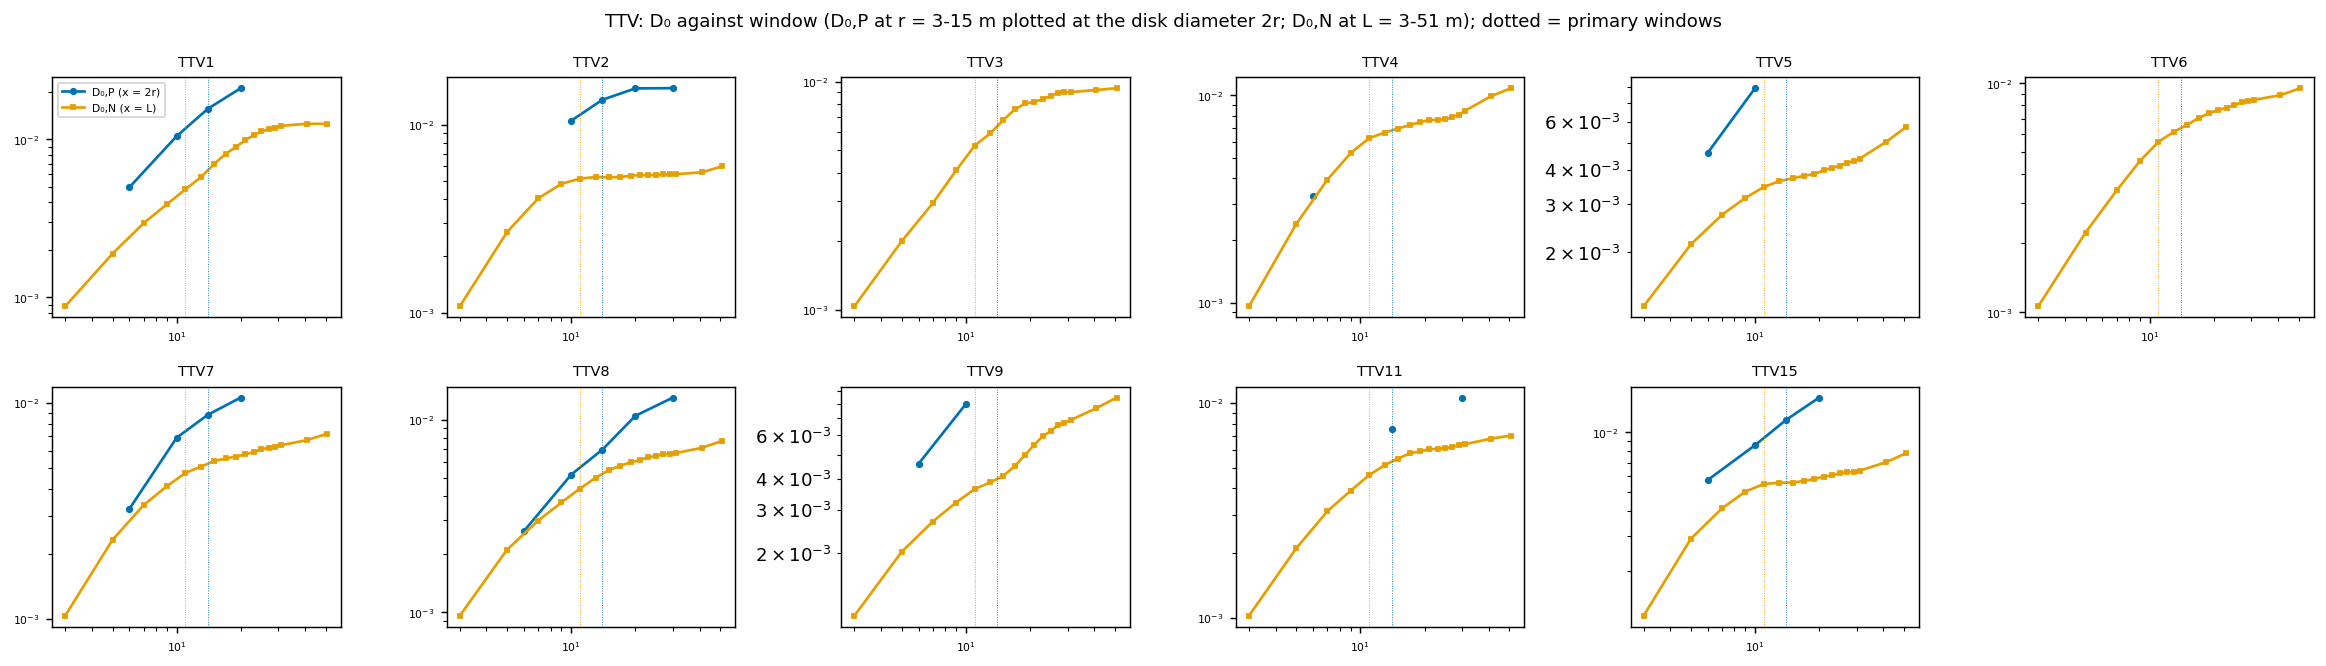 TTV: D₀ against window (D₀,P at r = 3-15 m plotted at the disk diameter 2r; D₀,N at L = 3-51 m); dotted = primary windows
TTV1
TTV2
TTV3
TTV4
TTV5
TTV6
D₀,P (x = 2r)
D₀,N (x = L)
10⁻²
10⁻³
10¹
10⁻²
10⁻³
10¹
10⁻²
10⁻³
10¹
10⁻²
10⁻³
10¹
6 × 10⁻³
4 × 10⁻³
3 × 10⁻³
2 × 10⁻³
10¹
10⁻²
10⁻³
10¹
TTV7
TTV8
TTV9
TTV11
TTV15
10⁻²
10⁻³
10¹
10⁻²
10⁻³
10¹
6 × 10⁻³
4 × 10⁻³
3 × 10⁻³
2 × 10⁻³
10¹
10⁻²
10⁻³
10¹
10⁻²
10¹